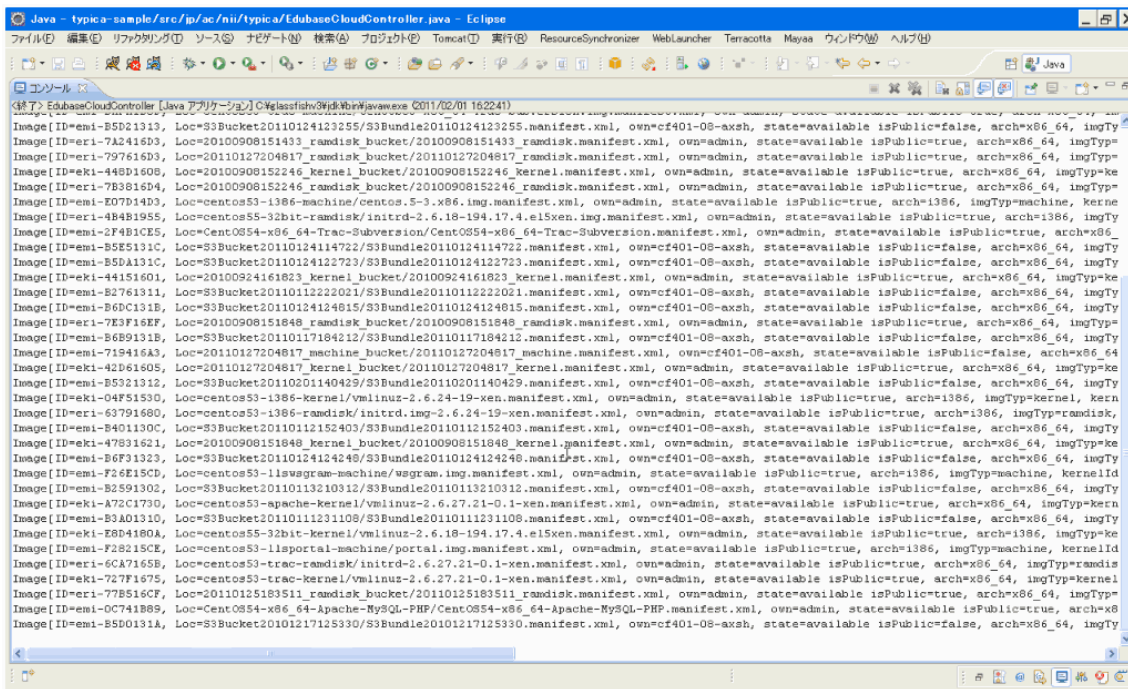 Java - typica-sample/src/jp/ac/nii/typica/EdubaseCloudController.java - Eclipse
ファイル(F) 編集(E) リファクタリング(T) ソース(S) ナビゲート(N) 検索(A) プロジェクト(P) Tomcat(T) 実行(R) ResourceSynchronizer WebLauncher Terracotta Mayaa ウィンドウ(W) ヘルプ(H)
Java
コンソール
<終了> EdubaseCloudController [Java アプリケーション] C:¥glassfishv3¥jdk¥bin¥javaw.exe (2011/02/01 16:22:41)
Image[ID=emi-B5D21313, Loc=S3Bucket20110124123255/S3Bundle20110124123255.manifest.xml, own=cf401-08-axsh, state=available isPublic=false, arch=x86_64, imgTy
Image[ID=eri-7A2416D3, Loc=20100908151433_ramdisk_bucket/20100908151433_ramdisk.manifest.xml, own=admin, state=available isPublic=true, arch=x86_64, imgTyp=
Image[ID=eri-797616D3, Loc=20110127204817_ramdisk_bucket/20110127204817_ramdisk.manifest.xml, own=admin, state=available isPublic=true, arch=x86_64, imgTyp=
Image[ID=eki-448D1608, Loc=20100908152246_kernel_bucket/20100908152246_kernel.manifest.xml, own=admin, state=available isPublic=true, arch=x86_64, imgTyp=ke
Image[ID=eri-7B3816D4, Loc=20100908152246_ramdisk_bucket/20100908152246_ramdisk.manifest.xml, own=admin, state=available isPublic=true, arch=x86_64, imgTyp=
Image[ID=emi-E07D14D3, Loc=centos53-i386-machine/centos.5-3.x86.img.manifest.xml, own=admin, state=available isPublic=true, arch=i386, imgTyp=machine, kerne
Image[ID=eri-4B4B1955, Loc=centos55-32bit-ramdisk/initrd-2.6.18-194.17.4.el5xen.img.manifest.xml, own=admin, state=available isPublic=true, arch=i386, imgTy
Image[ID=emi-2F4B1CE5, Loc=CentOS54-x86_64-Trac-Subversion/CentOS54-x86_64-Trac-Subversion.manifest.xml, own=admin, state=available isPublic=true, arch=x86_
Image[ID=emi-B5E5131C, Loc=S3Bucket20110124114722/S3Bundle20110124114722.manifest.xml, own=cf401-08-axsh, state=available isPublic=false, arch=x86_64, imgTy
Image[ID=emi-B5DA131C, Loc=S3Bucket20110124122723/S3Bundle20110124122723.manifest.xml, own=cf401-08-axsh, state=available isPublic=false, arch=x86_64, imgTy
Image[ID=eki-44151601, Loc=20100924161823_kernel_bucket/20100924161823_kernel.manifest.xml, own=admin, state=available isPublic=true, arch=x86_64, imgTyp=ke
Image[ID=emi-B2761311, Loc=S3Bucket20110112222021/S3Bundle20110112222021.manifest.xml, own=cf401-08-axsh, state=available isPublic=false, arch=x86_64, imgTy
Image[ID=emi-B6DC131B, Loc=S3Bucket20110124124815/S3Bundle20110124124815.manifest.xml, own=cf401-08-axsh, state=available isPublic=false, arch=x86_64, imgTy
Image[ID=eri-7E3F16EF, Loc=20100908151848_ramdisk_bucket/20100908151848_ramdisk.manifest.xml, own=admin, state=available isPublic=true, arch=x86_64, imgTyp=
Image[ID=emi-B6B9131B, Loc=S3Bucket20110117184212/S3Bundle20110117184212.manifest.xml, own=cf401-08-axsh, state=available isPublic=false, arch=x86_64, imgTy
Image[ID=emi-719416A3, Loc=20110127204817_machine_bucket/20110127204817_machine.manifest.xml, own=cf401-08-axsh, state=available isPublic=false, arch=x86_64
Image[ID=eki-42D61605, Loc=20110127204817_kernel_bucket/20110127204817_kernel.manifest.xml, own=admin, state=available isPublic=true, arch=x86_64, imgTyp=ke
Image[ID=emi-B5321312, Loc=S3Bucket20110201140429/S3Bundle20110201140429.manifest.xml, own=cf401-08-axsh, state=available isPublic=false, arch=x86_64, imgTy
Image[ID=eki-04F51530, Loc=centos53-i386-kernel/vmlinuz-2.6.24-19-xen.manifest.xml, own=admin, state=available isPublic=true, arch=i386, imgTyp=kernel, kern
Image[ID=eri-63791680, Loc=centos53-i386-ramdisk/initrd.img-2.6.24-19-xen.manifest.xml, own=admin, state=available isPublic=true, arch=i386, imgTyp=ramdisk,
Image[ID=emi-B401130C, Loc=S3Bucket20110112152403/S3Bundle20110112152403.manifest.xml, own=cf401-08-axsh, state=available isPublic=false, arch=x86_64, imgTy
Image[ID=eki-47831621, Loc=20100908151848_kernel_bucket/20100908151848_kernel.manifest.xml, own=admin, state=available isPublic=true, arch=x86_64, imgTyp=ke
Image[ID=emi-B6F31323, Loc=S3Bucket20110124124248/S3Bundle20110124124248.manifest.xml, own=cf401-08-axsh, state=available isPublic=false, arch=x86_64, imgTy
Image[ID=emi-F26E15CD, Loc=centos53-llswsgram-machine/wsgram.img.manifest.xml, own=admin, state=available isPublic=true, arch=i386, imgTyp=machine, kernelId
Image[ID=emi-B2591302, Loc=S3Bucket20110113210312/S3Bundle20110113210312.manifest.xml, own=cf401-08-axsh, state=available isPublic=false, arch=x86_64, imgTy
Image[ID=eki-A72C1730, Loc=centos53-apache-kernel/vmlinuz-2.6.27.21-0.1-xen.manifest.xml, own=admin, state=available isPublic=true, arch=x86_64, imgTyp=kern
Image[ID=emi-B3A01310, Loc=S3Bucket20110111231108/S3Bundle20110111231108.manifest.xml, own=cf401-08-axsh, state=available isPublic=false, arch=x86_64, imgTy
Image[ID=eki-E8D4180A, Loc=centos55-32bit-kernel/vmlinuz-2.6.18-194.17.4.el5xen.manifest.xml, own=admin, state=available isPublic=true, arch=i386, imgTyp=ke
Image[ID=emi-F28215CE, Loc=centos53-llsportal-machine/portal.img.manifest.xml, own=admin, state=available isPublic=true, arch=i386, imgTyp=machine, kernelId
Image[ID=eri-6CA7165B, Loc=centos53-trac-ramdisk/initrd-2.6.27.21-0.1-xen.manifest.xml, own=admin, state=available isPublic=true, arch=x86_64, imgTyp=ramdis
Image[ID=eki-727F1675, Loc=centos53-trac-kernel/vmlinuz-2.6.27.21-0.1-xen.manifest.xml, own=admin, state=available isPublic=true, arch=x86_64, imgTyp=kernel
Image[ID=eri-77B516CF, Loc=20110125183511_ramdisk_bucket/20110125183511_ramdisk.manifest.xml, own=admin, state=available isPublic=true, arch=x86_64, imgTyp=
Image[ID=emi-0C741B89, Loc=CentOS54-x86_64-Apache-MySQL-PHP/CentOS54-x86_64-Apache-MySQL-PHP.manifest.xml, own=admin, state=available isPublic=true, arch=x8
Image[ID=emi-B5D0131A, Loc=S3Bucket20101217125330/S3Bundle20101217125330.manifest.xml, own=cf401-08-axsh, state=available isPublic=false, arch=x86_64, imgTy